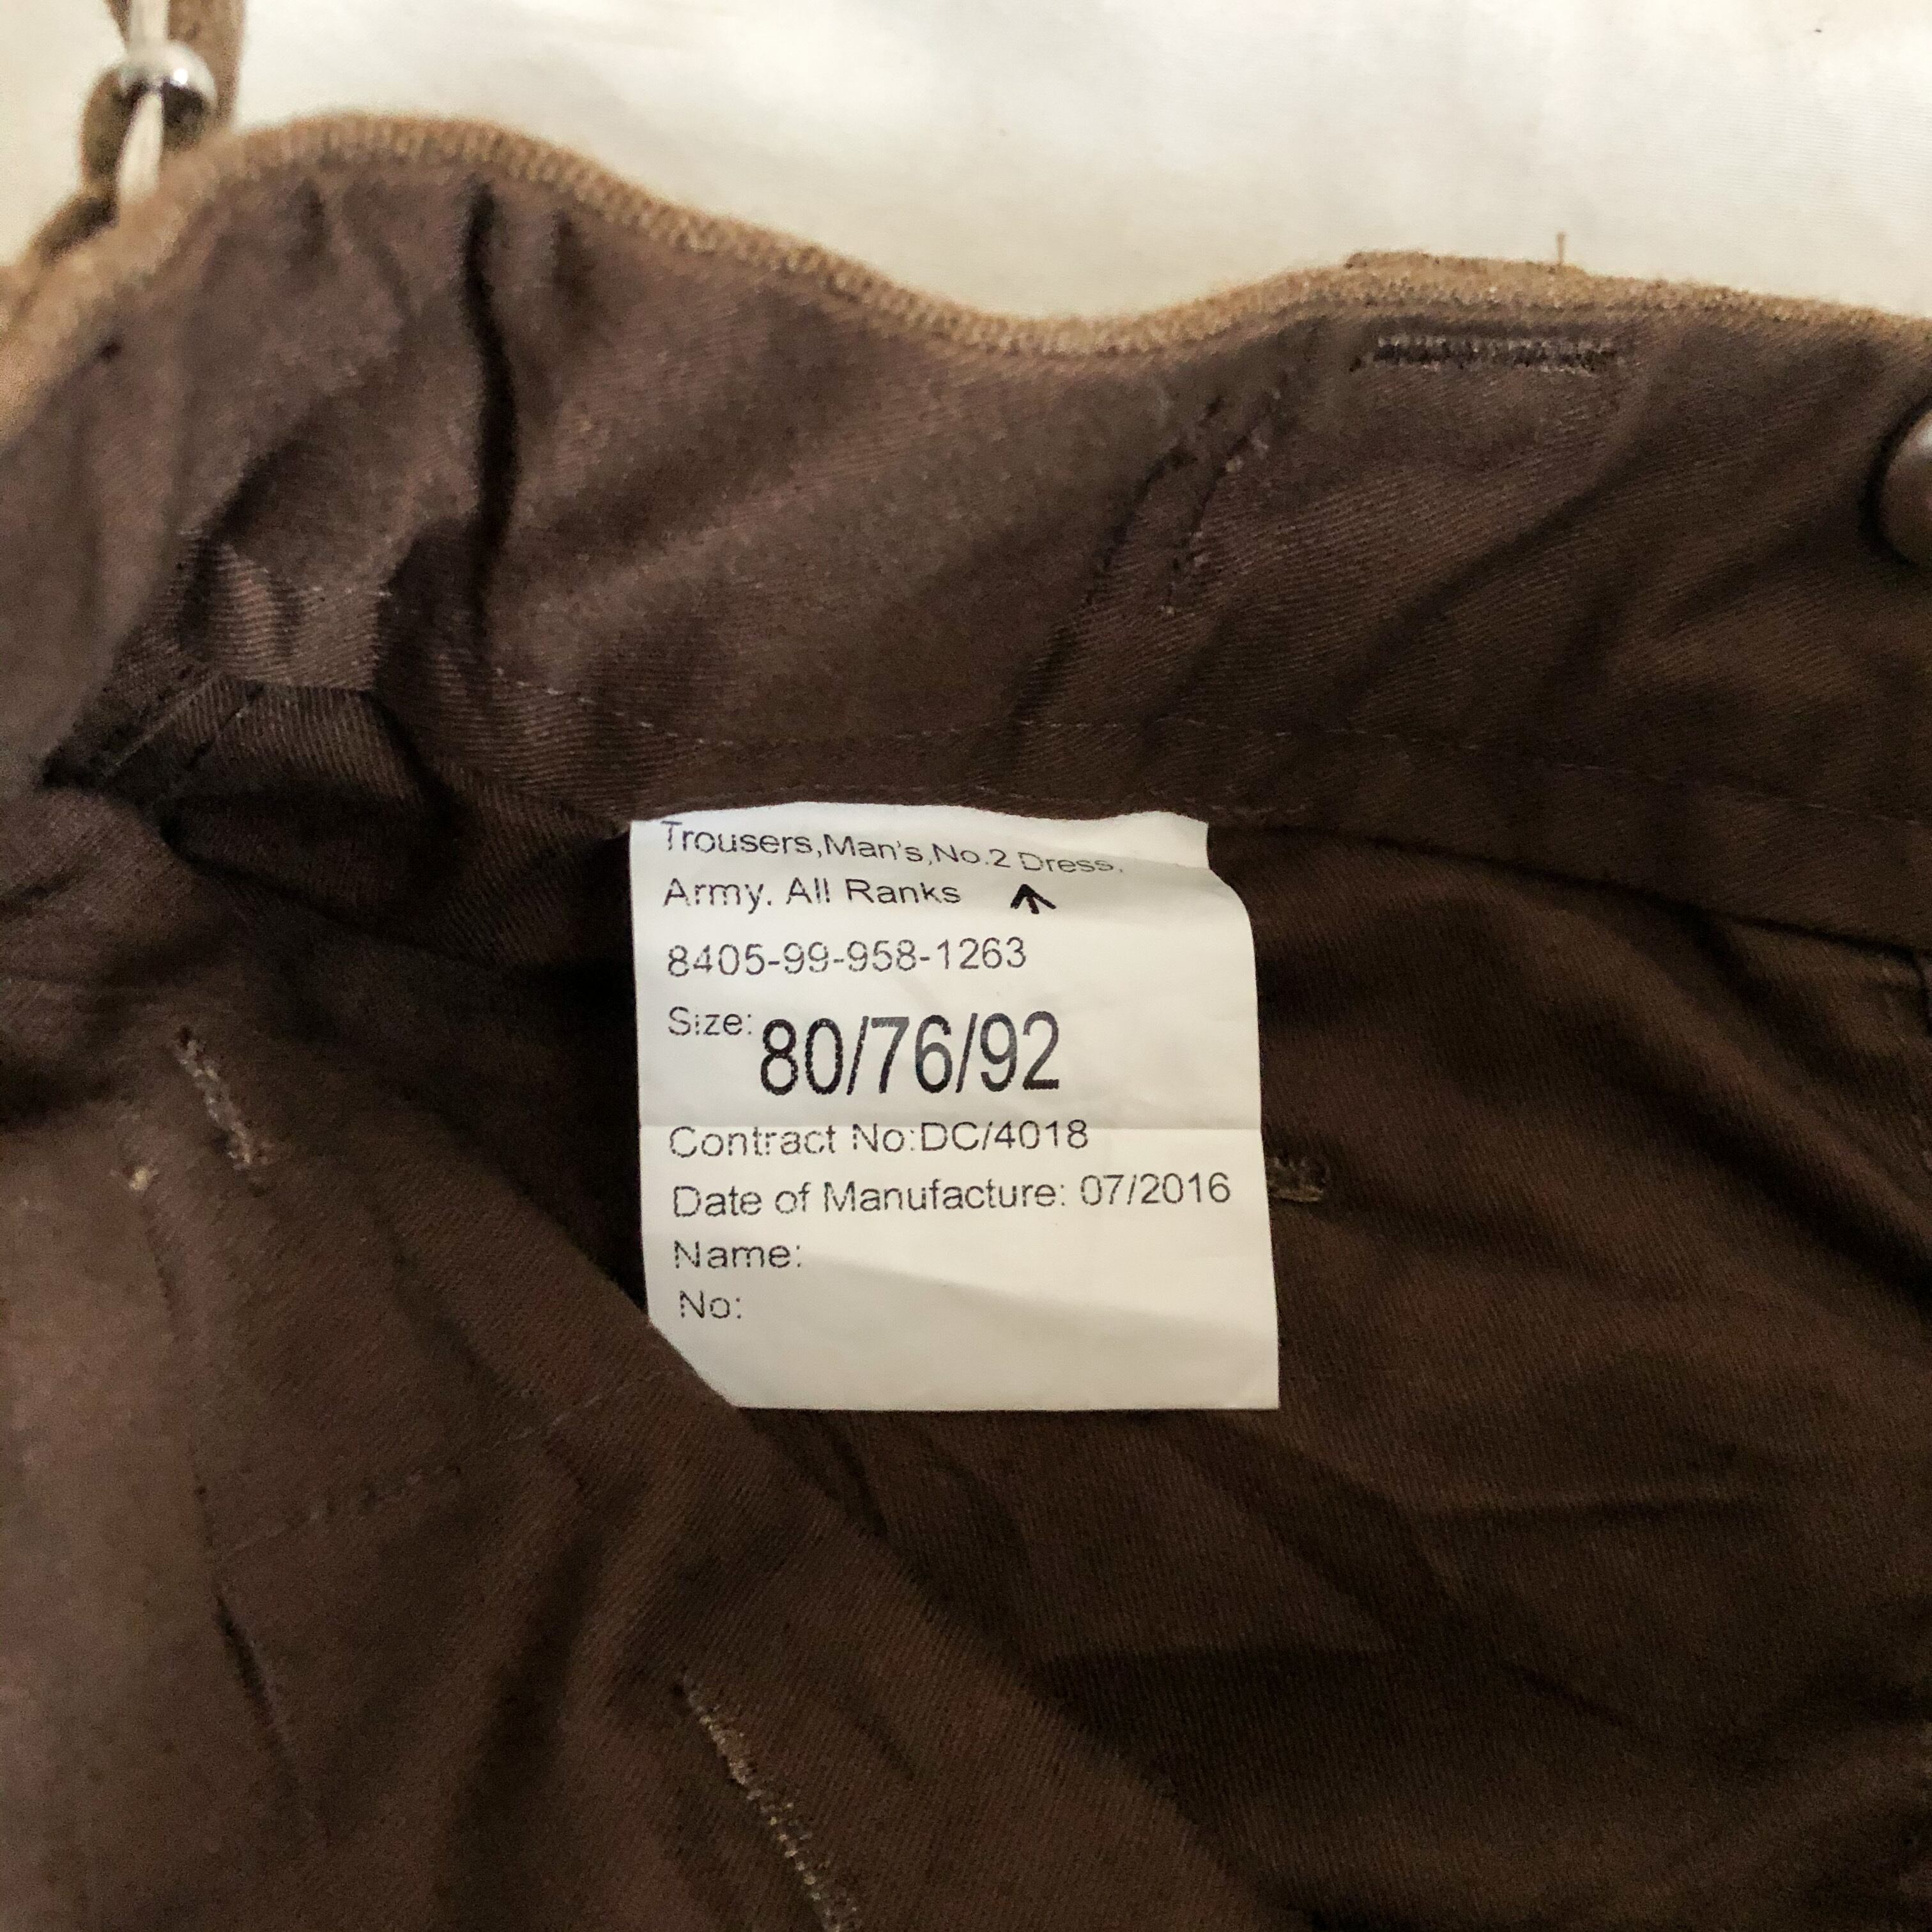 Trousers,Man's,No.2 Dress,
Army. All Ranks
8405-99-958-1263
Size: 80/76/92
Contract No:DC/4018
Date of Manufacture: 07/2016
Name:
No: